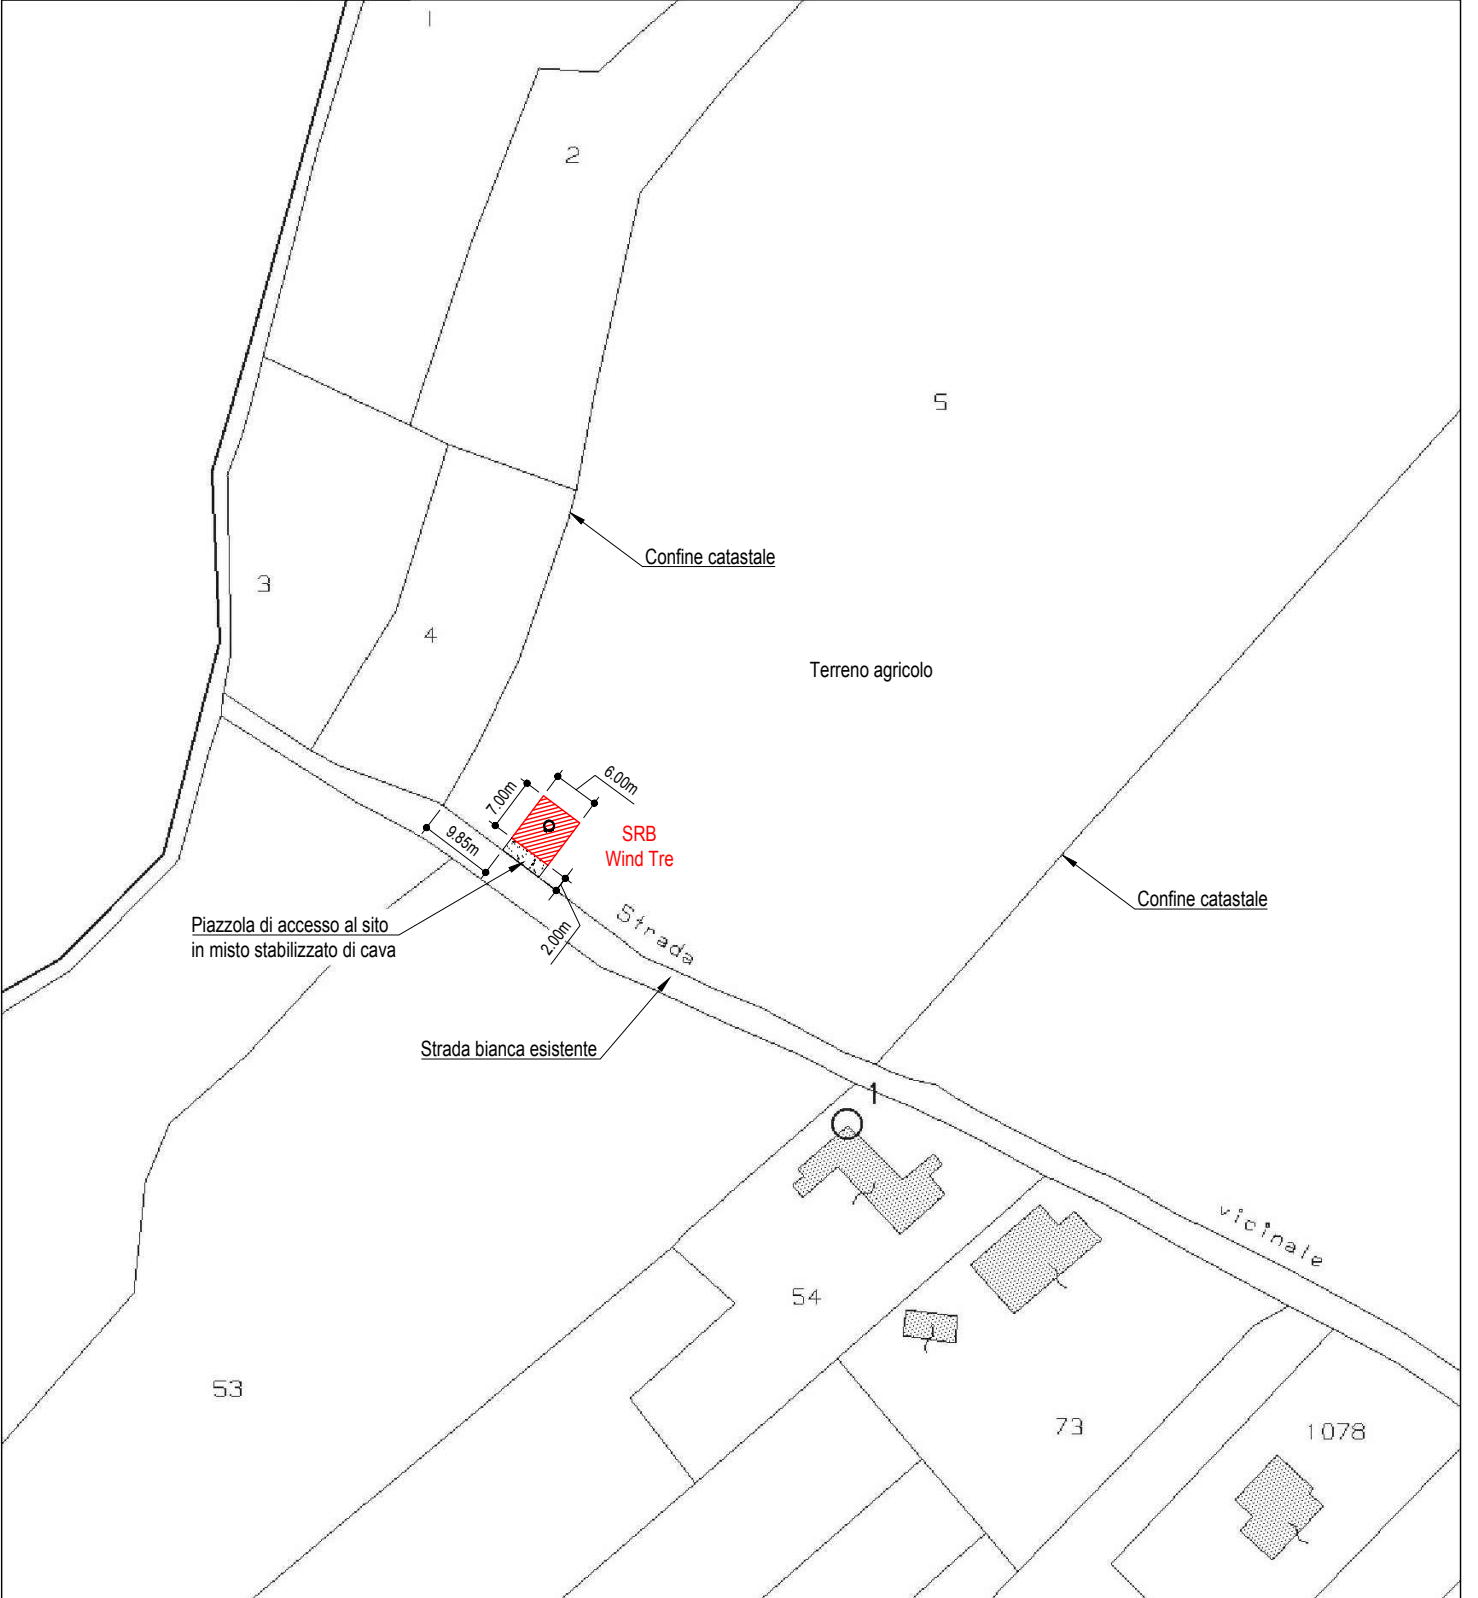 1
2
5
Confine catastale
3
4
Terreno agricolo
6.00m
7.00m
9.85m
SRB
Wind Tre
Confine catastale
Piazzola di accesso al sito
in misto stabilizzato di cava
2.00m
Strada
Strada bianca esistente
1
vicinale
54
53
73
1078